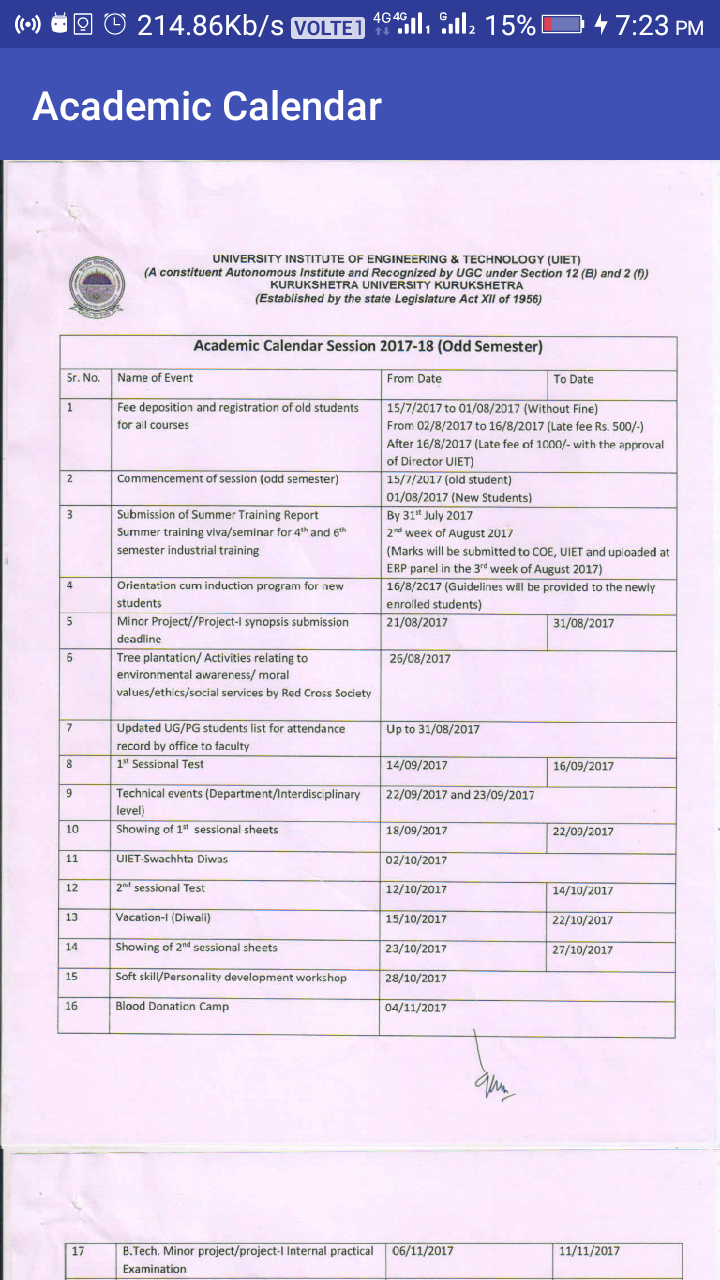 214.86Kb/s VOLTE1 4G4G 1 G 2 15% 7:23 PM
Academic Calendar
UNIVERSITY INSTITUTE OF ENGINEERING & TECHNOLOGY (UIET)
(A constituent Autonomous Institute and Recognized by UGC under Section 12 (B) and 2 (f))
KURUKSHETRA UNIVERSITY KURUKSHETRA
(Established by the state Legislature Act XII of 1956)
Academic Calendar Session 2017-18 (Odd Semester)
Sr. No. Name of Event From Date To Date
1 Fee deposition and registration of old students 15/7/2017 to 01/08/2017 (Without Fine)
for all courses From 02/8/2017 to 16/8/2017 (Late fee Rs. 500/-)
After 16/8/2017 (Late fee of 1000/- with the approval
of Director UIET)
2 Commencement of session (odd semester) 15/7/2017 (old student)
01/08/2017 (New Students)
3 Submission of Summer Training Report By 31st July 2017
Summer training viva/seminar for 4th and 6th 2nd week of August 2017
semester industrial training (Marks will be submitted to COE, UIET and uploaded at
ERP panel in the 3rd week of August 2017)
4 Orientation cum induction program for new 16/8/2017 (Guidelines will be provided to the newly
students enrolled students)
5 Minor Project//Project-I synopsis submission 21/08/2017 31/08/2017
deadline
6 Tree plantation/ Activities relating to 26/08/2017
environmental awareness/ moral
values/ethics/social services by Red Cross Society
7 Updated UG/PG students list for attendance Up to 31/08/2017
record by office to faculty
8 1st Sessional Test 14/09/2017 16/09/2017
9 Technical events (Department/Interdisciplinary 22/09/2017 and 23/09/2017
level)
10 Showing of 1st sessional sheets 18/09/2017 22/09/2017
11 UIET-Swachhta Diwas 02/10/2017
12 2nd sessional Test 12/10/2017 14/10/2017
13 Vacation-I (Diwali) 15/10/2017 22/10/2017
14 Showing of 2nd sessional sheets 23/10/2017 27/10/2017
15 Soft skill/Personality development workshop 28/10/2017
16 Blood Donation Camp 04/11/2017
17 B.Tech. Minor project/project-I Internal practical 06/11/2017 11/11/2017
Examination